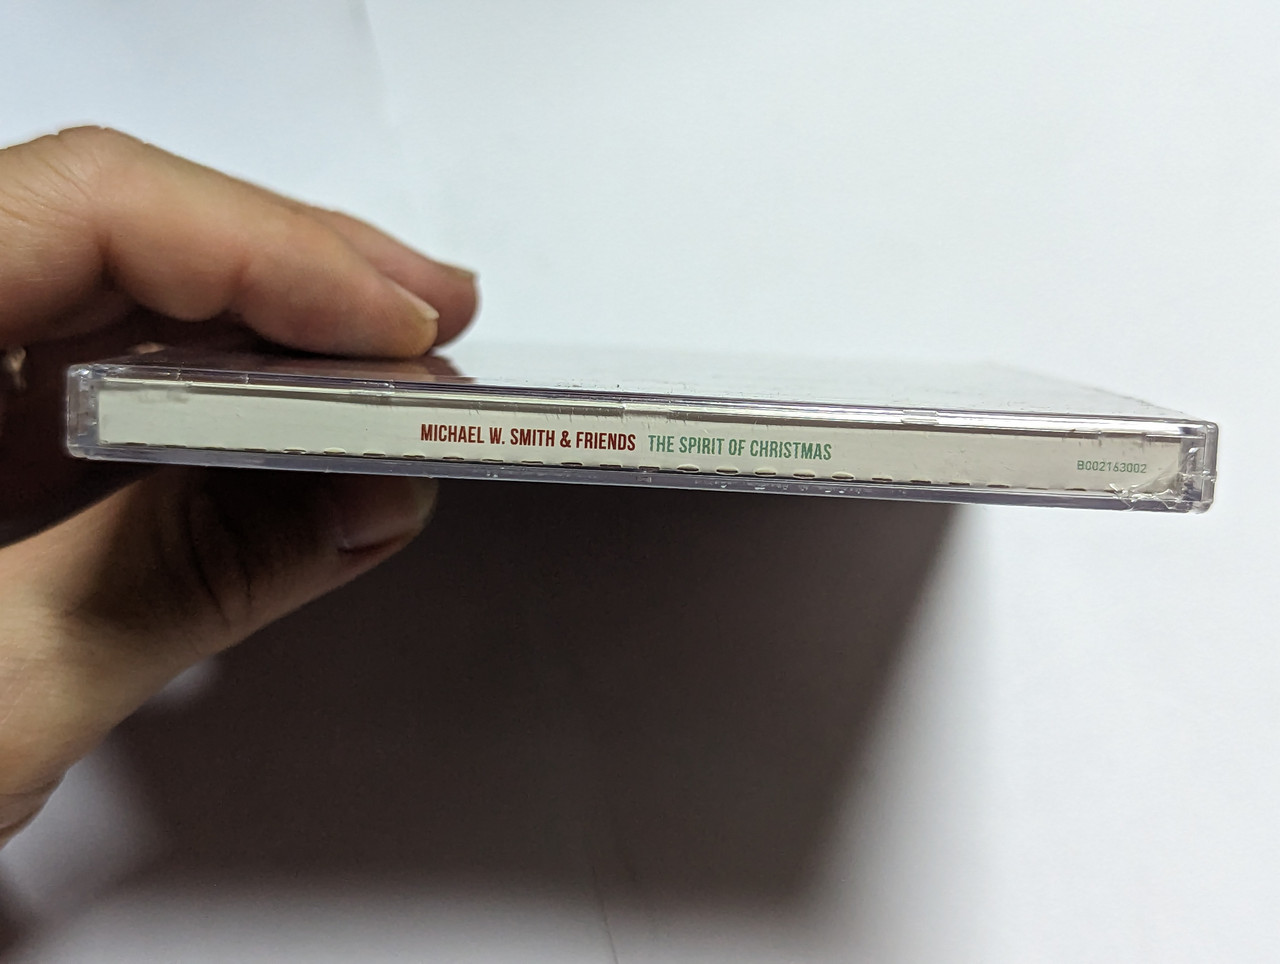 MICHAEL W. SMITH & FRIENDS THE SPIRIT OF CHRISTMAS B002163002